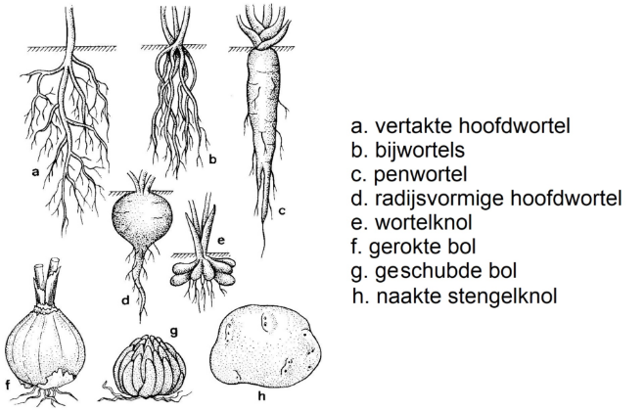 a
b
c
d
e
f
g
h
a. vertakte hoofdwortel
b. bijwortels
c. penwortel
d. radijsvormige hoofdwortel
e. wortelknol
f. gerokte bol
g. geschubde bol
h. naakte stengelknol